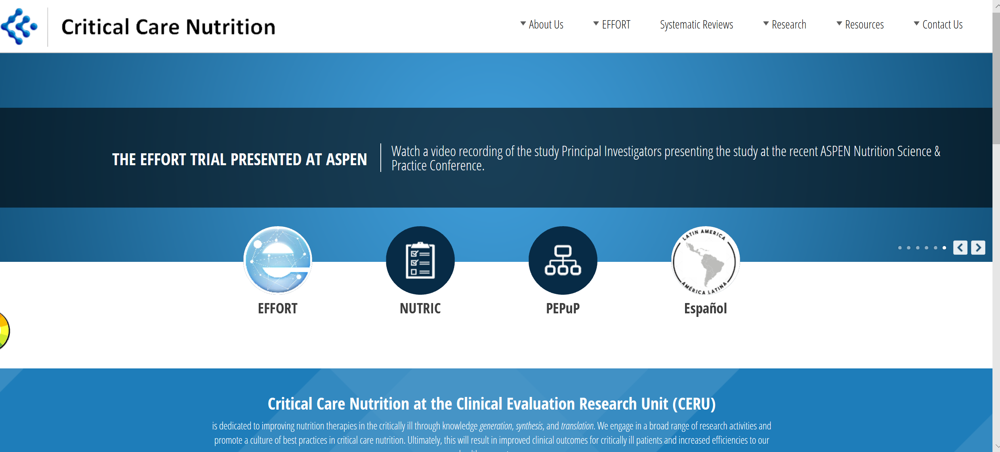 Critical Care Nutrition
About Us
EFFORT
Systematic Reviews
Research
Resources
Contact Us
THE EFFORT TRIAL PRESENTED AT ASPEN
Watch a video recording of the study Principal Investigators presenting the study at the recent ASPEN Nutrition Science &
Practice Conference.
LATIN AMERICA
AMÉRICA LATINA
EFFORT
NUTRIC
PEPuP
Español
Critical Care Nutrition at the Clinical Evaluation Research Unit (CERU)
is dedicated to improving nutrition therapies in the critically ill through knowledge generation, synthesis, and translation. We engage in a broad range of research activities and
promote a culture of best practices in critical care nutrition. Ultimately, this will result in improved clinical outcomes for critically ill patients and increased efficiencies to our